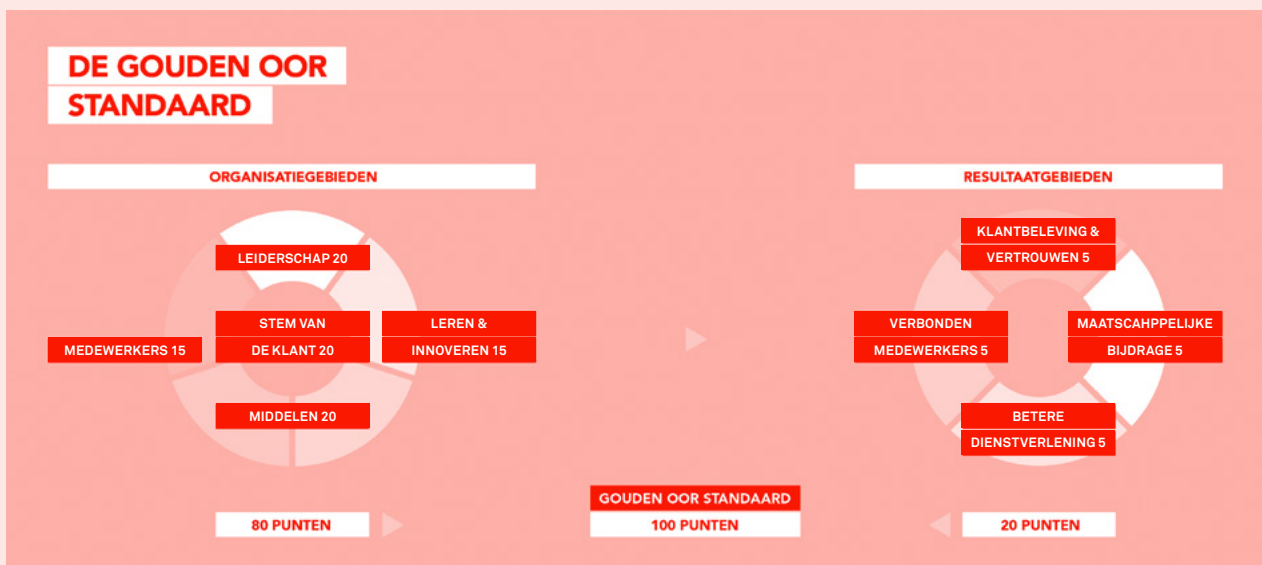 DE GOUDEN OOR
STANDAARD
ORGANISATIEGEBIEDEN
LEIDERSCHAP 20
STEM VAN
DE KLANT 20
MEDEWERKERS 15
LEREN &
INNOVEREN 15
MIDDELEN 20
80 PUNTEN
GOUDEN OOR STANDAARD
100 PUNTEN
RESULTAATGEBIEDEN
KLANTBELEVING &
VERTROUWEN 5
VERBONDEN
MEDEWERKERS 5
MAATSCAHPPELIJKE
BIJDRAGE 5
BETERE
DIENSTVERLENING 5
20 PUNTEN